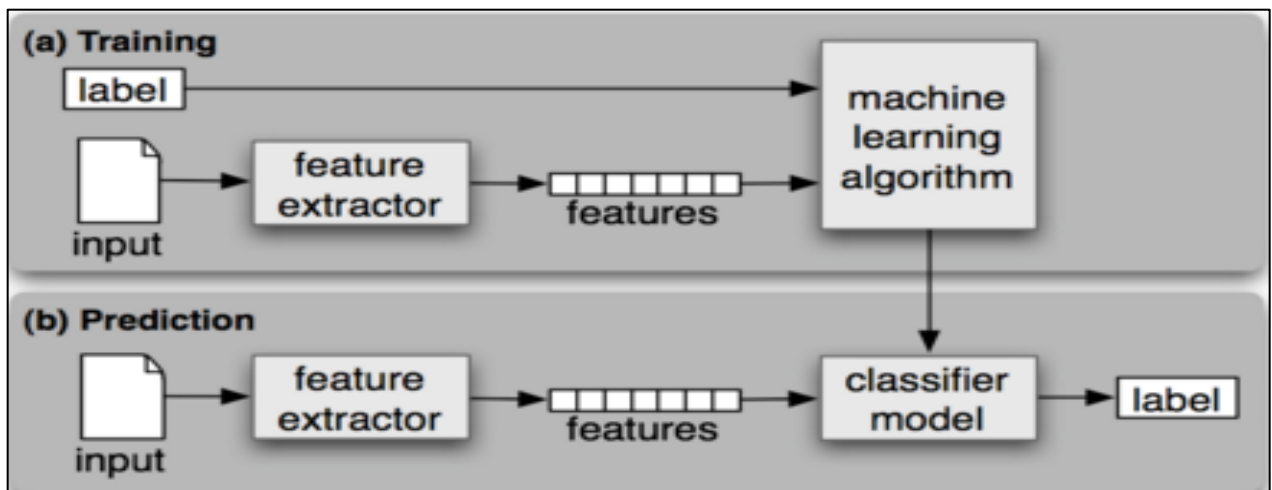 (a) Training
label
machine
learning
algorithm
feature
extractor
features
input
(b) Prediction
feature
extractor
features
input
classifier
model
label